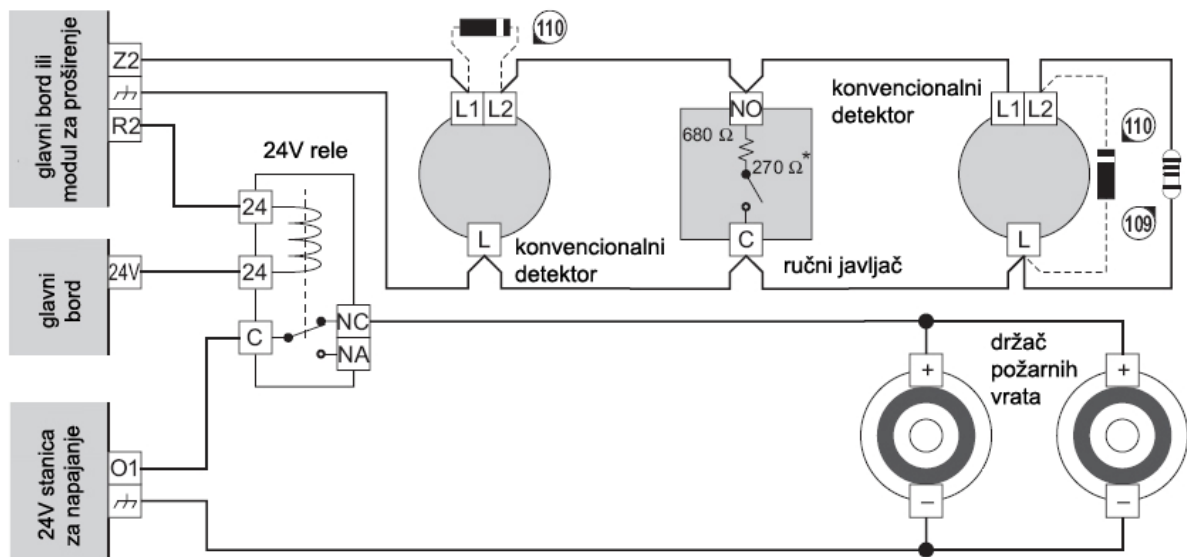 glavni bord ili
modul za proširenje
Z2
R2
24V rele
24
24
C
NC
NA
glavni
bord
24V
24V stanica
za napajanje
O1
110
L1
L2
L
konvencionalni
detektor
NO
680 Ω
270 Ω*
C
ručni javljač
konvencionalni
detektor
L1
L2
L
110
109
držač
požarnih
vrata
+
–
+
–